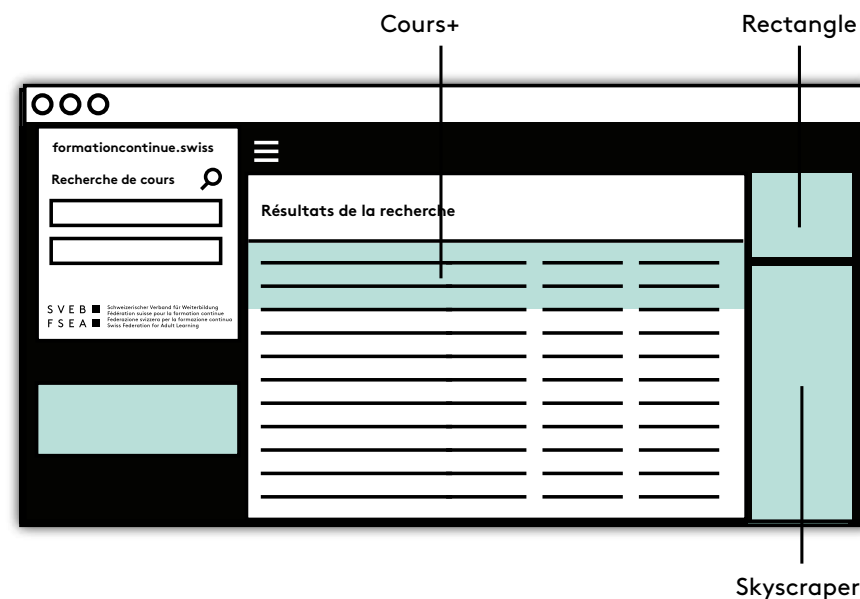 Cours+
Rectangle
formationcontinue.swiss
Recherche de cours
Résultats de la recherche
SVEB
FSEA
Schweizerischer Verband für Weiterbildung
Fédération suisse pour la formation continue
Federazione svizzera per la formazione continua
Swiss Federation for Adult Learning
Skyscraper